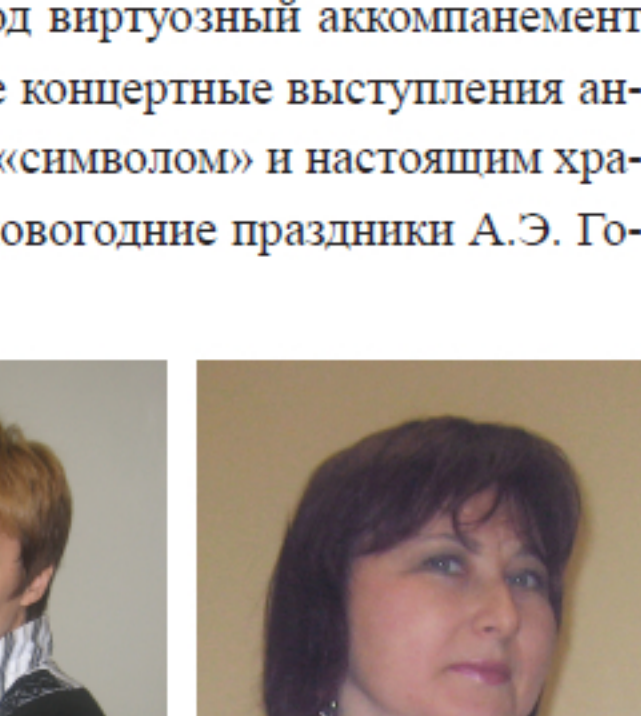 од виртуозный аккомпанемент
е концертные выступления ан-
«символом» и настоящим хра-
овогодние праздники А.Э. Го-